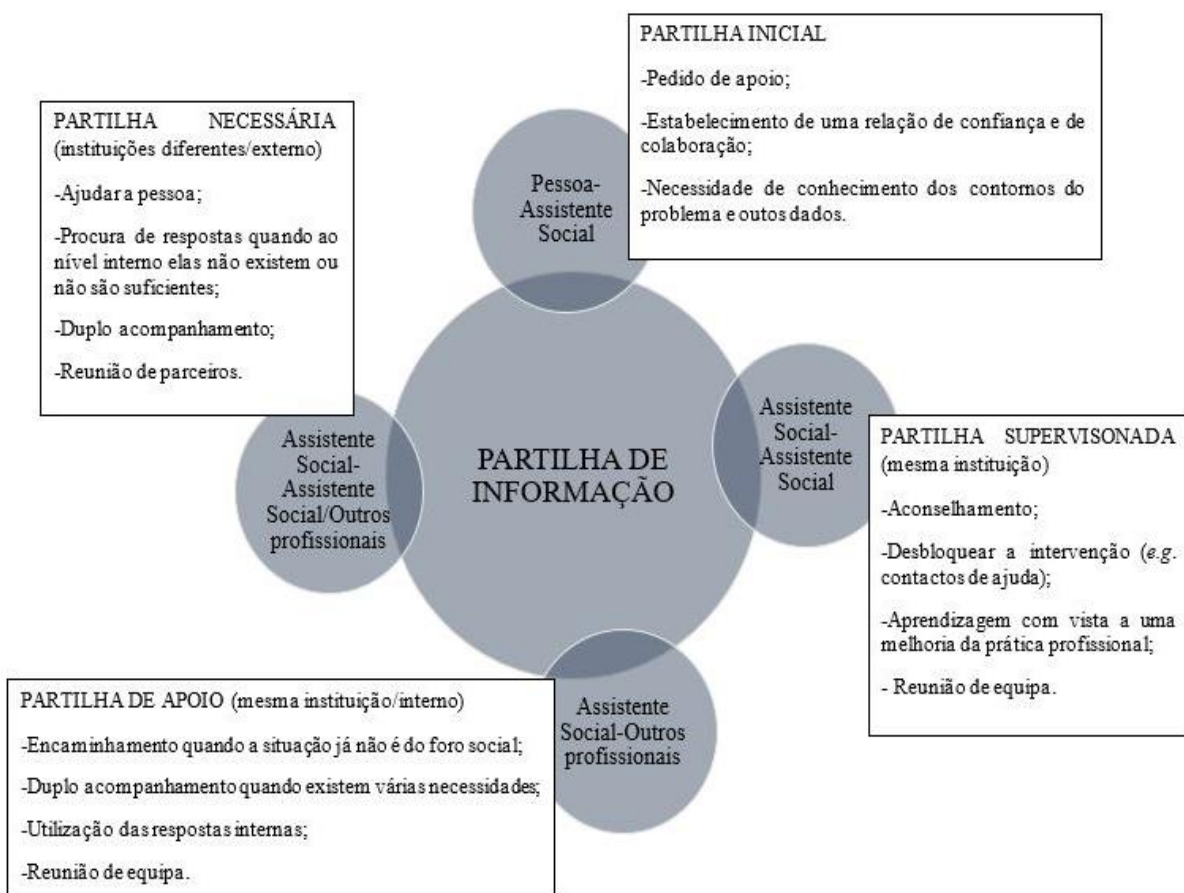 PARTILHA INICIAL
-Pedido de apoio;
-Estabelecimento de uma relação de confiança e de
colaboração;
-Necessidade de conhecimento dos contornos do
problema e outos dados.
Pessoa-
Assistente
Social
PARTILHA NECESSÁRIA
(instituições diferentes/externo)
-Ajudar a pessoa;
-Procura de respostas quando ao
nível interno elas não existem ou
não são suficientes;
-Duplo acompanhamento;
-Reunião de parceiros.
Assistente
Social-
Assistente
Social/Outros
profissionais
PARTILHA DE
INFORMAÇÃO
Assistente
Social-
Assistente
Social
PARTILHA SUPERVISONADA
(mesma instituição)
-Aconselhamento;
-Desbloquear a intervenção (e.g.
contactos de ajuda);
-Aprendizagem com vista a uma
melhoria da prática profissional;
- Reunião de equipa.
PARTILHA DE APOIO (mesma instituição/interno)
-Encaminhamento quando a situação já não é do foro social;
-Duplo acompanhamento quando existem várias necessidades;
-Utilização das respostas internas;
-Reunião de equipa.
Assistente
Social-Outros
profissionais